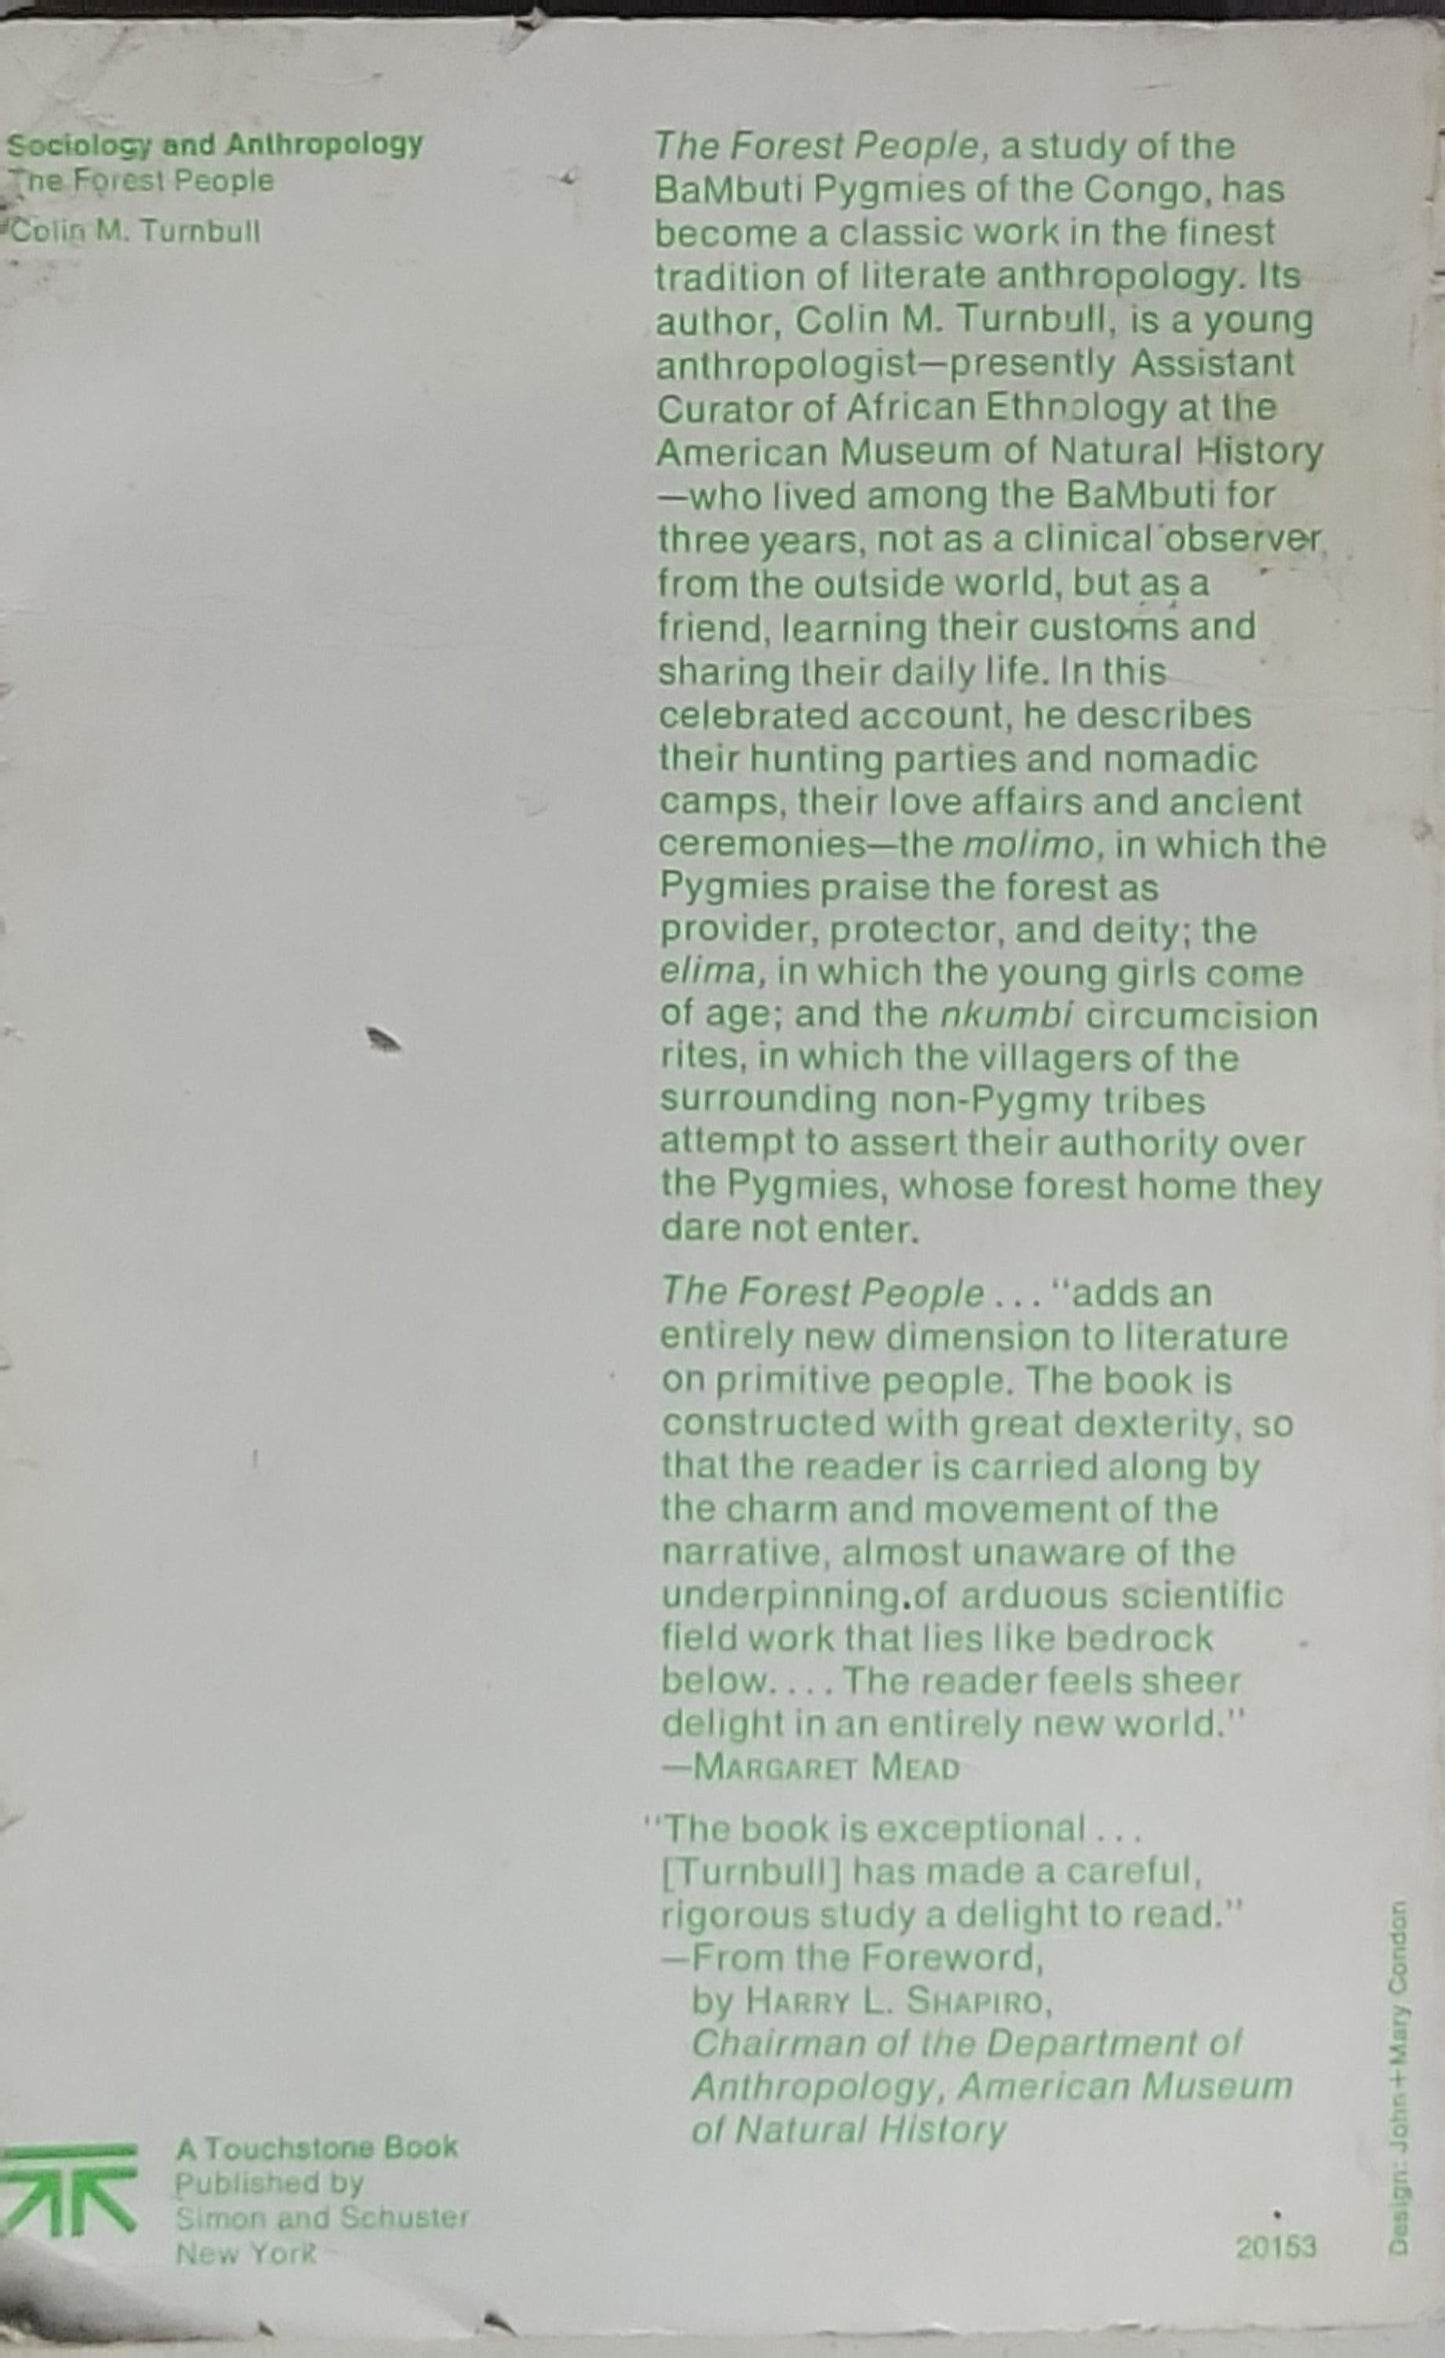 Sociology and Anthropology
The Forest People
Colin M. Turnbull
The Forest People, a study of the
BaMbuti Pygmies of the Congo, has
become a classic work in the finest
tradition of literate anthropology. Its
author, Colin M. Turnbull, is a young
anthropologist—presently Assistant
Curator of African Ethnology at the
American Museum of Natural History
—who lived among the BaMbuti for
three years, not as a clinical observer
from the outside world, but as a
friend, learning their customs and
sharing their daily life. In this
celebrated account, he describes
their hunting parties and nomadic
camps, their love affairs and ancient
ceremonies—the molimo, in which the
Pygmies praise the forest as
provider, protector, and deity; the
elima, in which the young girls come
of age; and the nkumbi circumcision
rites, in which the villagers of the
surrounding non-Pygmy tribes
attempt to assert their authority over
the Pygmies, whose forest home they
dare not enter.
The Forest People . . . "adds an
entirely new dimension to literature
on primitive people. The book is
constructed with great dexterity, so
that the reader is carried along by
the charm and movement of the
narrative, almost unaware of the
underpinning of arduous scientific
field work that lies like bedrock
below. . . . The reader feels sheer
delight in an entirely new world."
—MARGARET MEAD
"The book is exceptional . . .
[Turnbull] has made a careful,
rigorous study a delight to read."
—From the Foreword,
by HARRY L. SHAPIRO,
Chairman of the Department of
Anthropology, American Museum
of Natural History
A Touchstone Book
Published by
Simon and Schuster
New York
20153
Design: John+Mary Condon